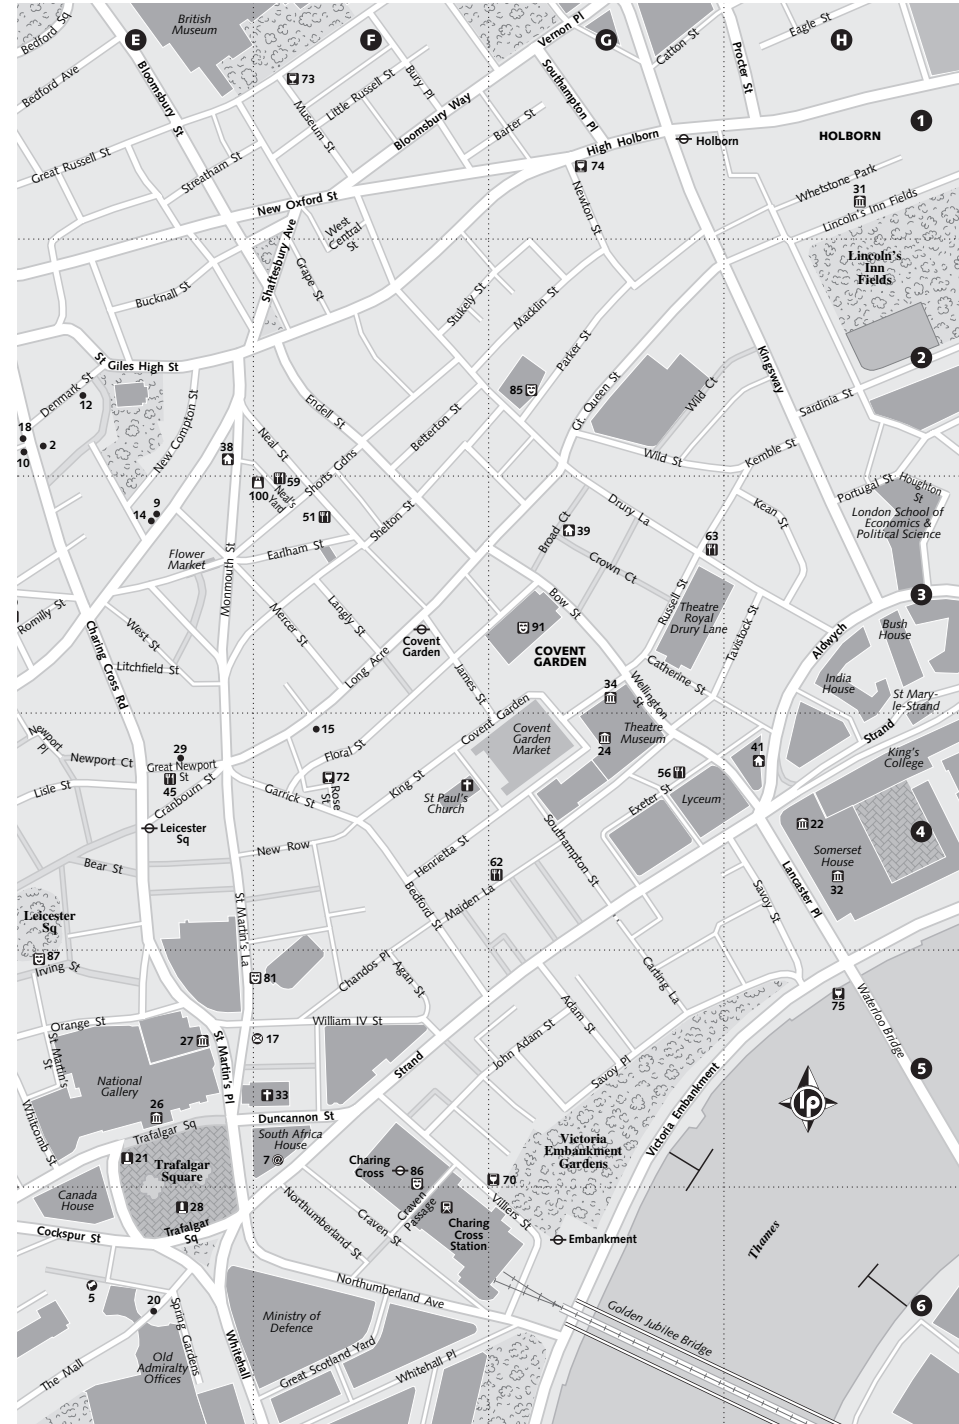 Bedford Sq
E
British
Museum
F
Vernon Pl
G
Catton St
Procter St
Eagle St
H
Bedford Ave
Bloomsbury St
73
Little Russell St
Bury Pl
Southampton Pl
Museum St
Bloomsbury Way
Barter St
High Holborn
Holborn
HOLBORN
1
Great Russell St
Streatham St
74
Newton St
Whetstone Park
31
Lincoln's Inn Fields
New Oxford St
West
Central
St
Shaftesbury Ave
Grape St
Lincoln's
Inn
Fields
Bucknall St
Stukely St
Macklin St
Parker St
Kingsway
2
St Giles High St
Denmark St
12
85
Gt. Queen St
Wild Ct
Sardinia St
New Compton St
Endell St
Betterton St
18
2
10
38
Neal St
Wild St
Kemble St
59
100
Neal's
Yard
Shorts Gdns
51
Shelton St
Drury La
Kean St
Portugal St
Houghton
St
London School of
Economics &
Political Science
9
14
Broad Ct
39
63
Flower
Market
Earlham St
Crown Ct
Monmouth St
Romilly St
Charing Cross Rd
West St
Litchfield St
Mercer St
Langly St
Covent
Garden
Long Acre
James St
Bow St
91
COVENT
GARDEN
Russell St
Theatre
Royal
Drury Lane
Tavistock St
Catherine St
3
Aldwych
Bush
House
India
House
St Mary-
le-Strand
34
Wellington
St
Strand
Newport
Pl
Newport Ct
29
Great Newport
St
45
15
Floral St
Covent Garden
Covent
Garden
Market
24
Theatre
Museum
41
King's
College
Lisle St
Cranbourn St
Garrick St
72
Rose
St
King St
St Paul's
Church
56
Exeter St
Lyceum
22
4
Leicester
Sq
New Row
Henrietta St
Southampton St
Somerset
House
32
Bear St
62
Bedford St
Maiden La
Savoy St
Lancaster Pl
Leicester
Sq
St Martin's La
87
Irving St
81
Chandos Pl
Agan St
Carting La
75
Waterloo Bridge
Orange St
St Martin's
St
27
St Martin's Pl
17
William IV St
Strand
Adam St
John Adam St
Savoy Pl
Victoria Embankment
5
lp
National
Gallery
26
33
Whitcomb St
Trafalgar Sq
Duncannon St
South Africa
House
7
Victoria
Embankment
Gardens
21
Trafalgar
Square
Charing
Cross
86
70
Canada
House
28
Trafalgar
Sq
Cockspur St
Northumberland St
Craven St
Craven
Passage
Charing
Cross
Station
Villiers St
Embankment
Thames
5
20
Spring Gardens
Northumberland Ave
Golden Jubilee Bridge
6
Ministry of
Defence
The Mall
Old
Admiralty
Offices
Whitehall
Great Scotland Yard
Whitehall Pl